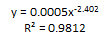 y = 0.0005x⁻²·⁴⁰²
R² = 0.9812